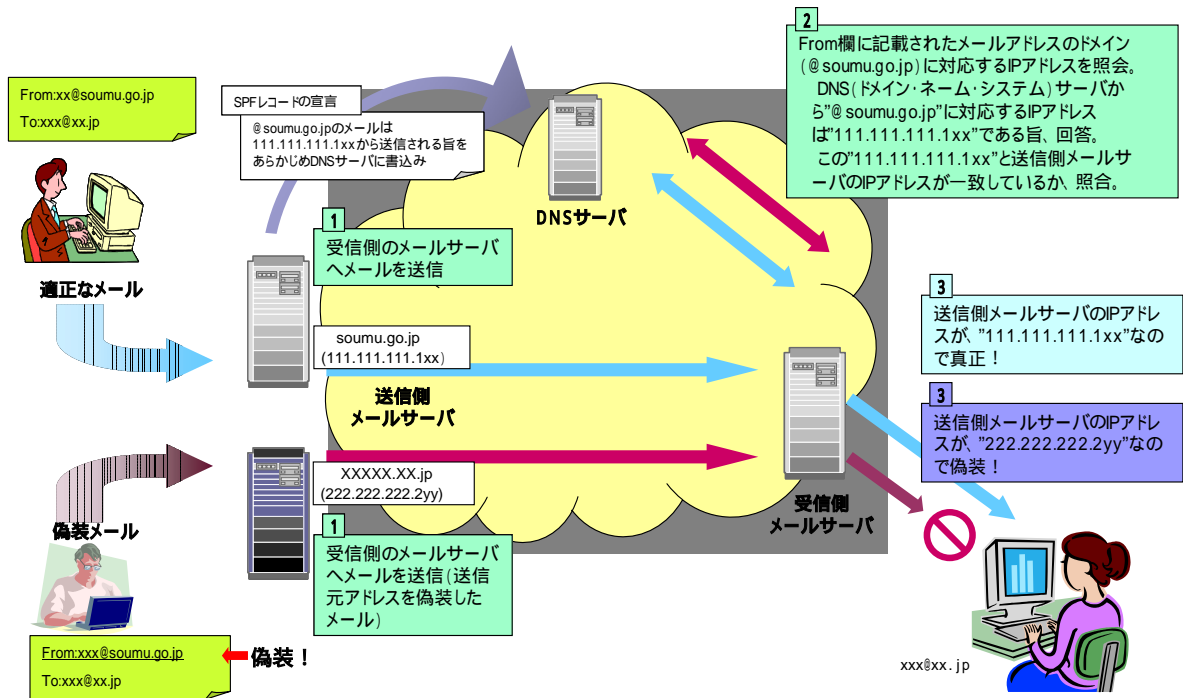 From:xx@soumu.go.jp
To:xxx@xx.jp
適正なメール
SPFレコードの宣言
@soumu.go.jpのメールは
111.111.111.1xxから送信される旨を
あらかじめDNSサーバに書込み
DNSサーバ
2
From欄に記載されたメールアドレスのドメイン
(@soumu.go.jp)に対応するIPアドレスを照会。
DNS(ドメイン・ネーム・システム)サーバか
ら"@soumu.go.jp"に対応するIPアドレス
は"111.111.111.1xx"である旨、回答。
この"111.111.111.1xx"と送信側メールサ
ーバのIPアドレスが一致しているか、照合。
1
受信側のメールサーバ
へメールを送信
soumu.go.jp
(111.111.111.1xx)
送信側
メールサーバ
3
送信側メールサーバのIPアドレ
スが、"111.111.111.1xx"なの
で真正！
3
送信側メールサーバのIPアドレ
スが、"222.222.222.2yy"なの
で偽装！
XXXXX.XX.jp
(222.222.222.2yy)
受信側
メールサーバ
偽装メール
1
受信側のメールサーバ
へメールを送信(送信
元アドレスを偽装した
メール)
From:xxx@soumu.go.jp
To:xxx@xx.jp
偽装！
xxx@xx.jp